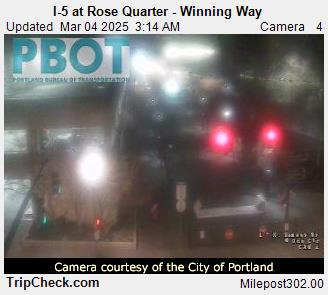 I-5 at Rose Quarter - Winning Way
Updated Mar 04 2025 3:14 AM Camera 4
PBOT
PORTLAND BUREAU OF TRANSPORTATION
Camera courtesy of the City of Portland
TripCheck.com Milepost302.00